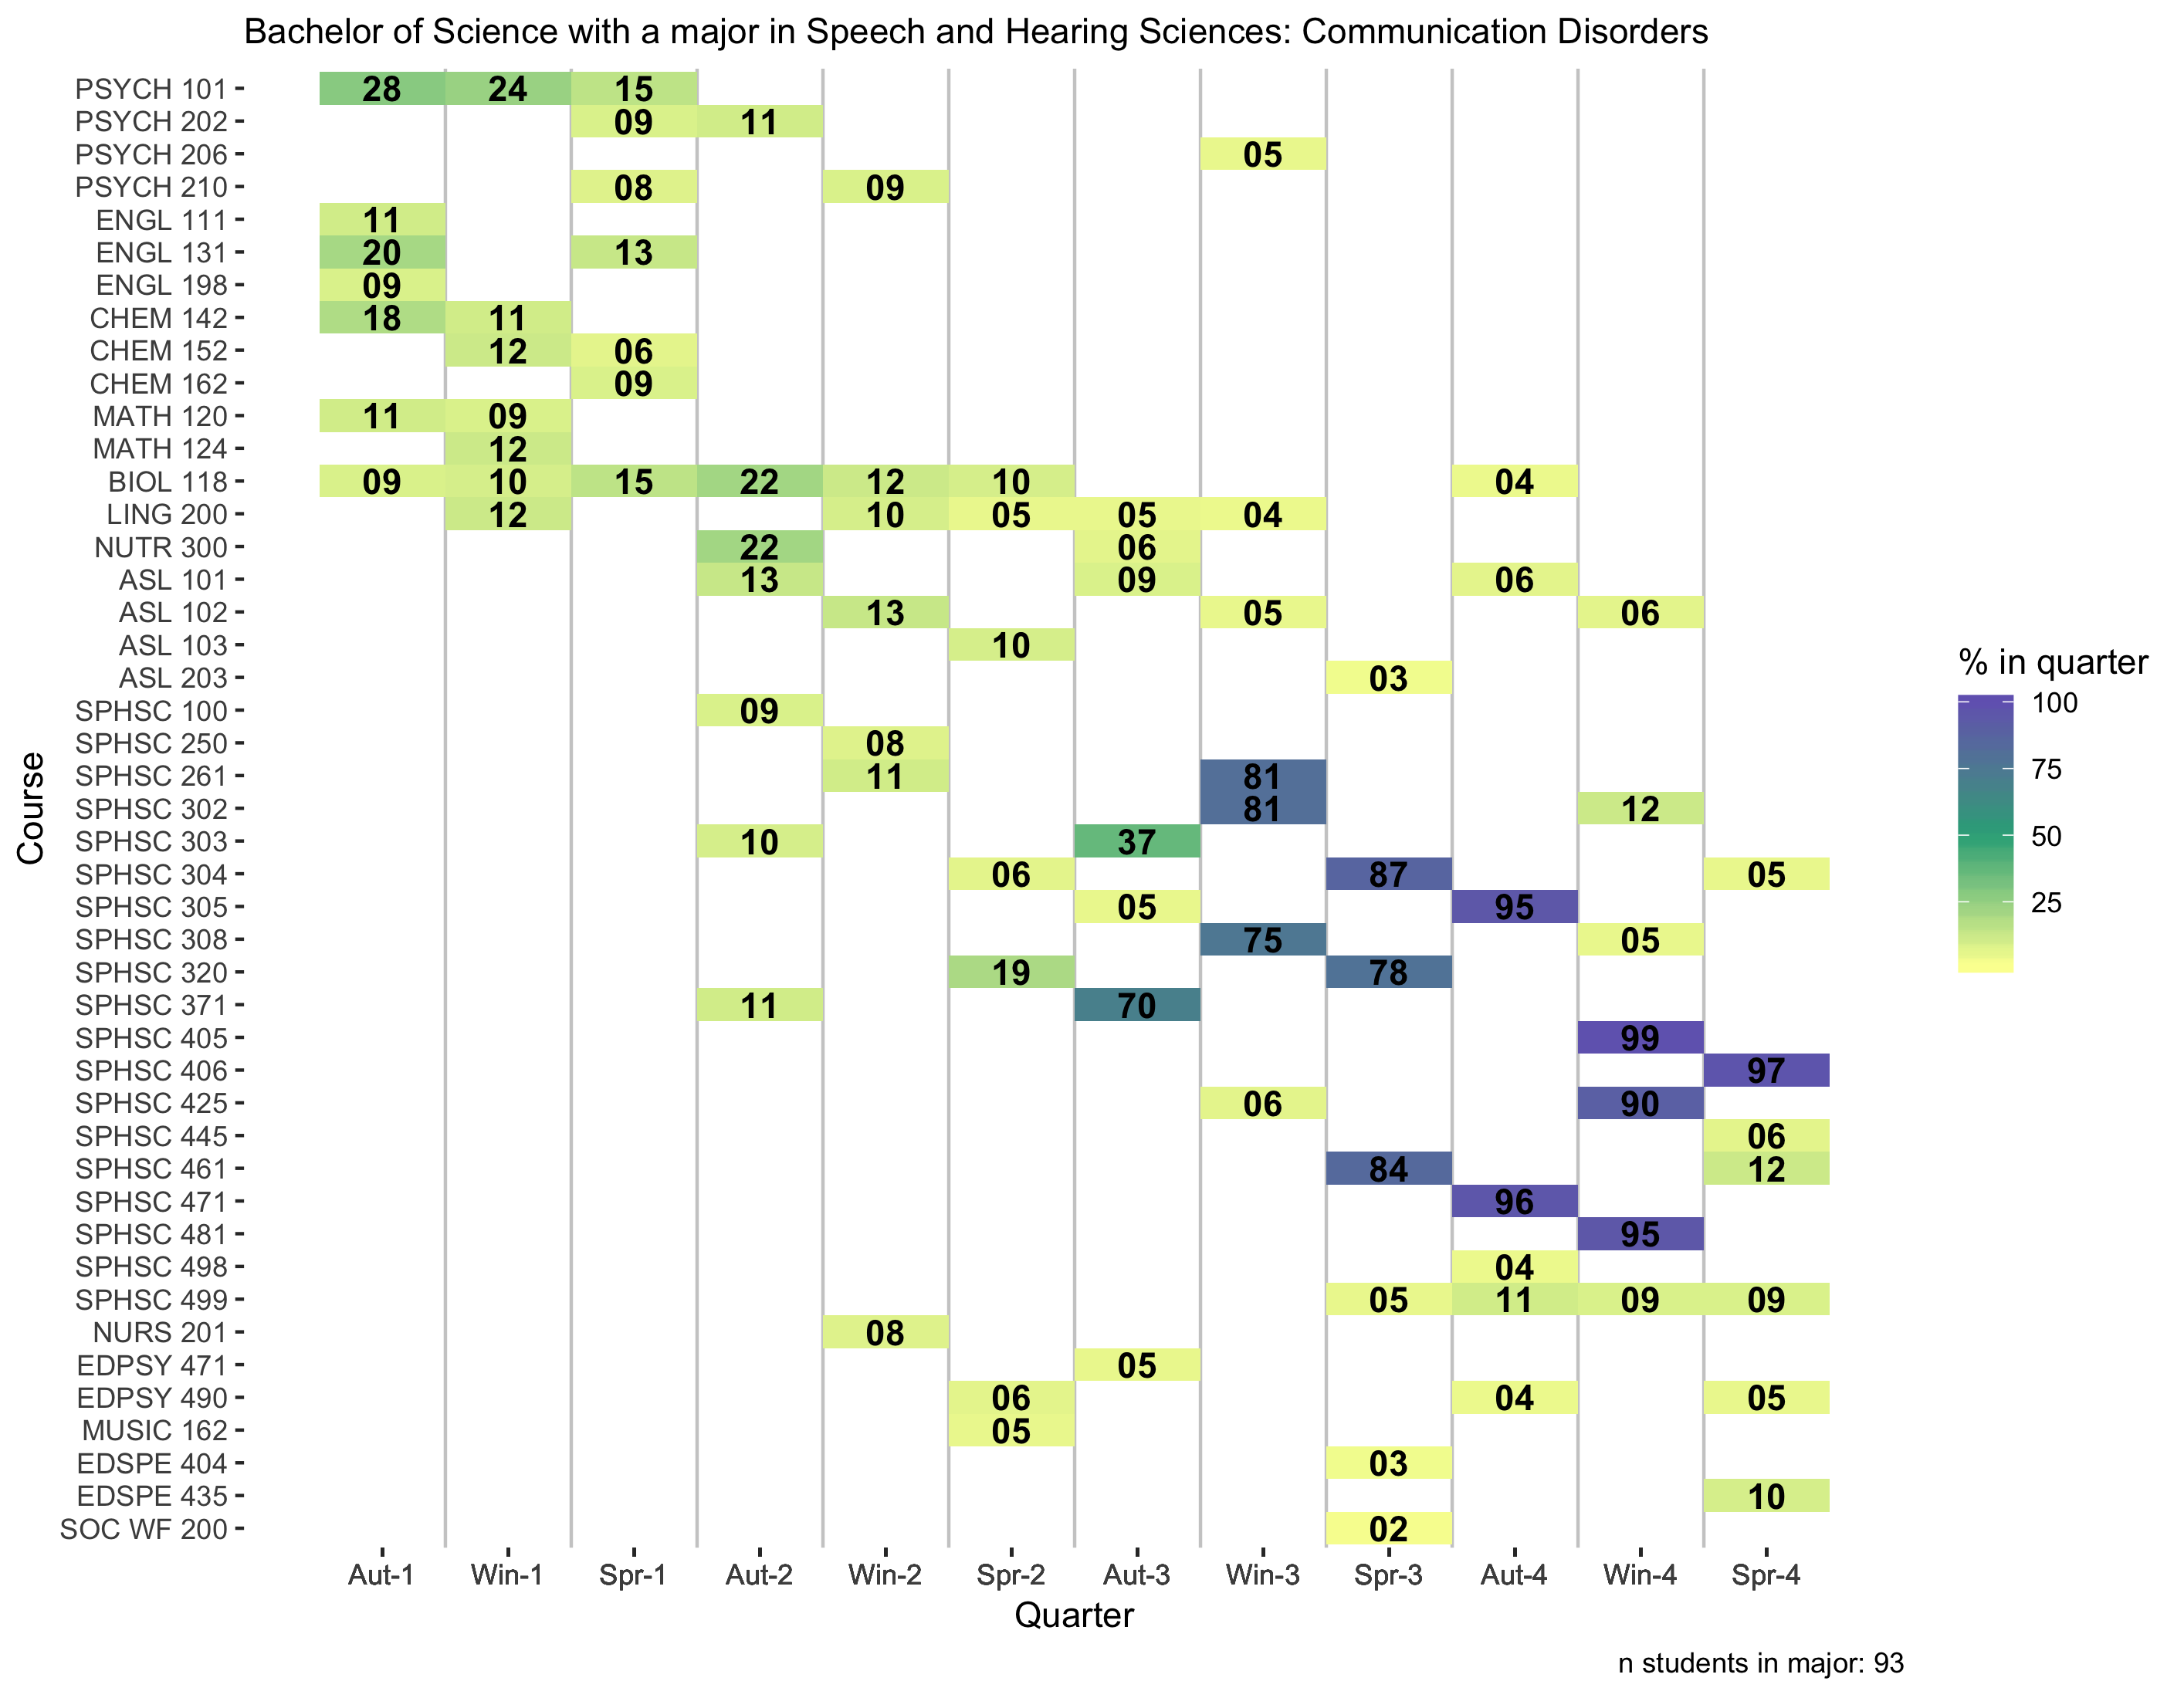 Bachelor of Science with a major in Speech and Hearing Sciences: Communication Disorders
PSYCH 101 28 24 15
PSYCH 202 09 11
PSYCH 206 05
PSYCH 210 08 09
ENGL 111 11
ENGL 131 20 13
ENGL 198 09
CHEM 142 18 11
CHEM 152 12 06
CHEM 162 09
MATH 120 11 09
MATH 124 12
BIOL 118 09 10 15 22 12 10 04
LING 200 12 10 05 05 04
NUTR 300 22 06
ASL 101 13 09 06
ASL 102 13 05 06
ASL 103 10
ASL 203 03
SPHSC 100 09
SPHSC 250 08
SPHSC 261 11 81
SPHSC 302 81 12
SPHSC 303 10 37
SPHSC 304 06 87 05
SPHSC 305 05 95
SPHSC 308 75 05
SPHSC 320 19 78
SPHSC 371 11 70
SPHSC 405 99
SPHSC 406 97
SPHSC 425 06 90
SPHSC 445 06
SPHSC 461 84 12
SPHSC 471 96
SPHSC 481 95
SPHSC 498 04
SPHSC 499 05 11 09 09
NURS 201 08
EDPSY 471 05
EDPSY 490 06 04 05
MUSIC 162 05
EDSPE 404 03
EDSPE 435 10
SOC WF 200 02
Aut-1 Win-1 Spr-1 Aut-2 Win-2 Spr-2 Aut-3 Win-3 Spr-3 Aut-4 Win-4 Spr-4
Quarter
Course
% in quarter
100
75
50
25
n students in major: 93